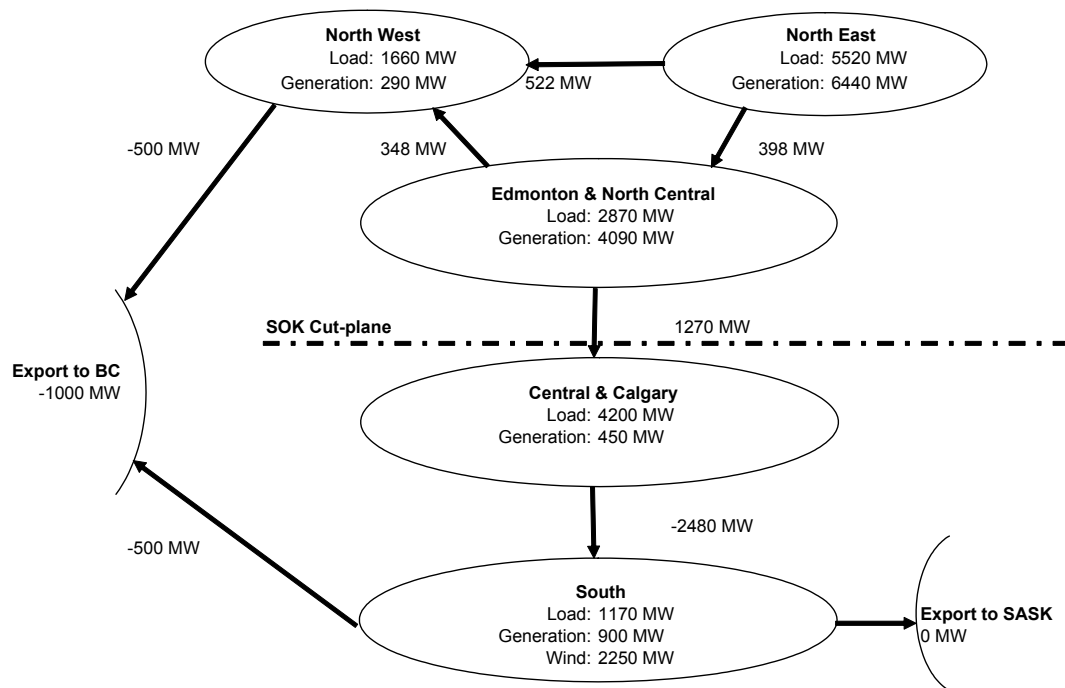 North West
Load: 1660 MW
Generation: 290 MW
North East
Load: 5520 MW
Generation: 6440 MW
522 MW
-500 MW
348 MW
398 MW
Edmonton & North Central
Load: 2870 MW
Generation: 4090 MW
SOK Cut-plane
1270 MW
Export to BC
-1000 MW
Central & Calgary
Load: 4200 MW
Generation: 450 MW
-500 MW
-2480 MW
South
Load: 1170 MW
Generation: 900 MW
Wind: 2250 MW
Export to SASK
0 MW